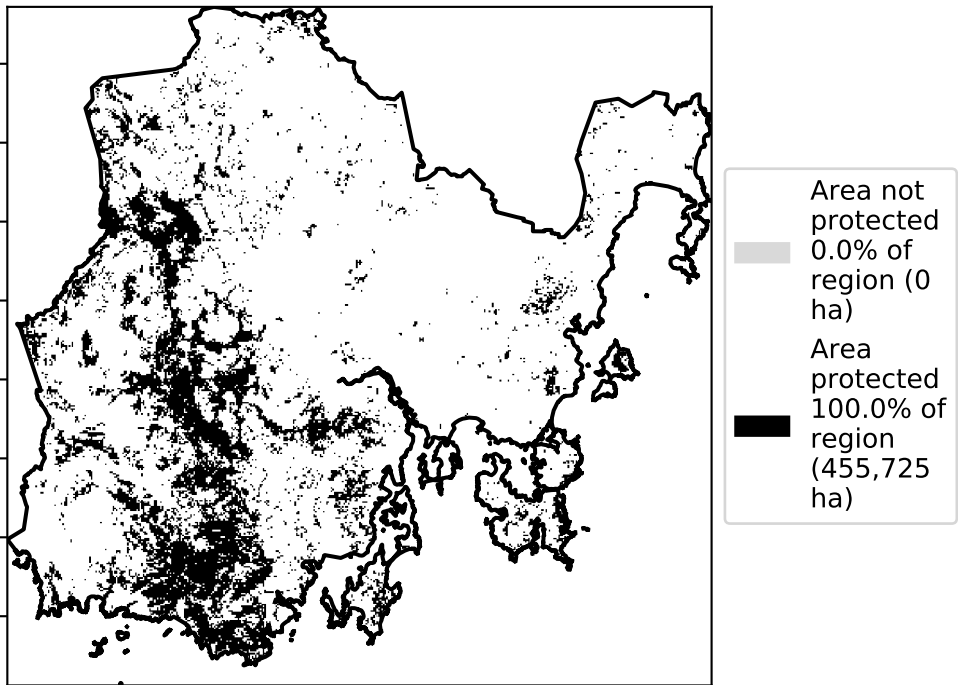 Area not
protected
0.0% of
region (0
ha)
Area
protected
100.0% of
region
(455,725
ha)